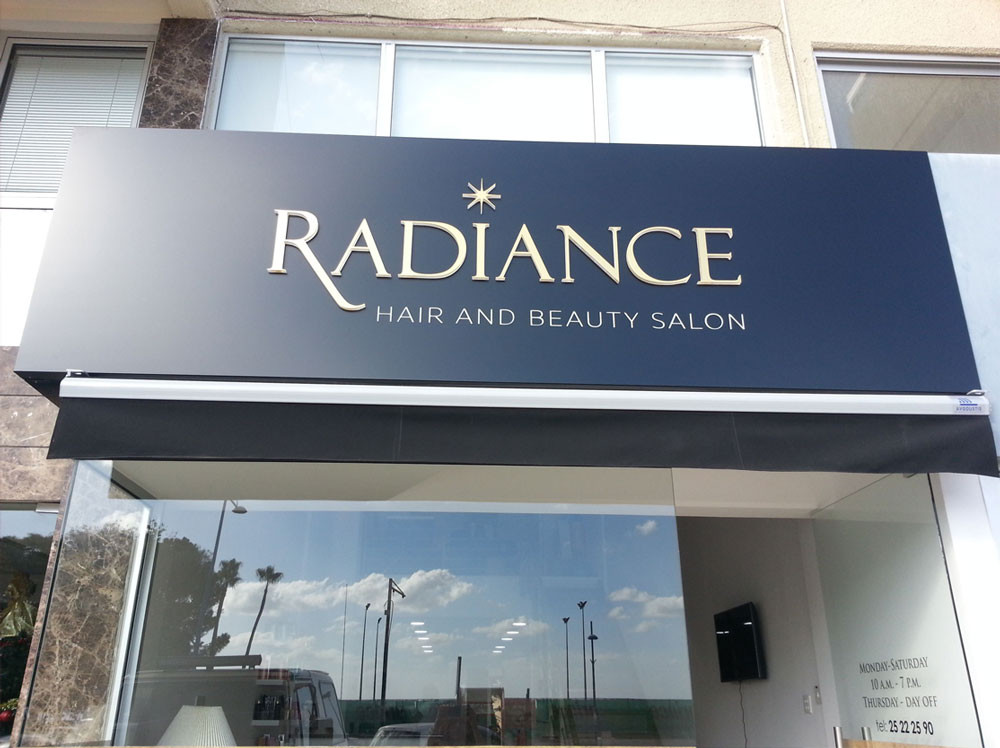 RADIANCE
HAIR AND BEAUTY SALON
MONDAY-SATURDAY
10 A.M. - 7 P.M.
THURSDAY - DAY OFF
tel: 25 22 25 90